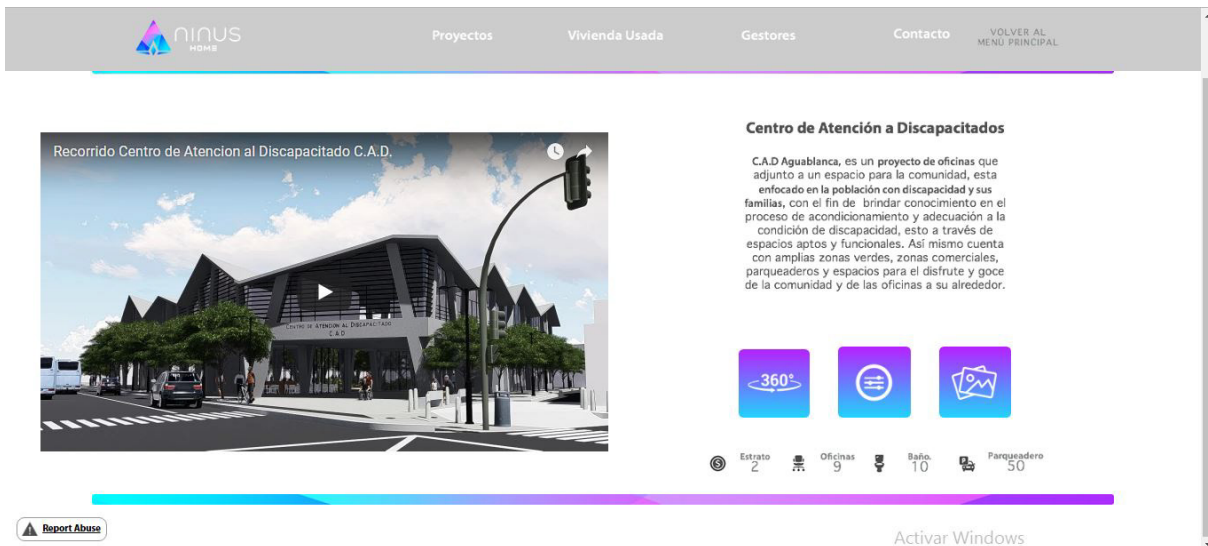 NINUS
HOME
Proyectos
Vivienda Usada
Gestores
Contacto
VOLVER AL
MENÚ PRINCIPAL
Recorrido Centro de Atencion al Discapacitado C.A.D.
CENTRO DE ATENCION AL DISCAPACITADO
C.A.D
Centro de Atención a Discapacitados
C.A.D Aguablanca, es un proyecto de oficinas que
adjunto a un espacio para la comunidad, esta
enfocado en la población con discapacidad y sus
familias, con el fin de brindar conocimiento en el
proceso de acondicionamiento y adecuación a la
condición de discapacidad, esto a través de
espacios aptos y funcionales. Así mismo cuenta
con amplias zonas verdes, zonas comerciales,
parqueaderos y espacios para el disfrute y goce
de la comunidad y de las oficinas a su alrededor.
360°
Estrato
2
Oficinas
9
Baño.
10
Parqueadero
50
Report Abuse
Activar Windows